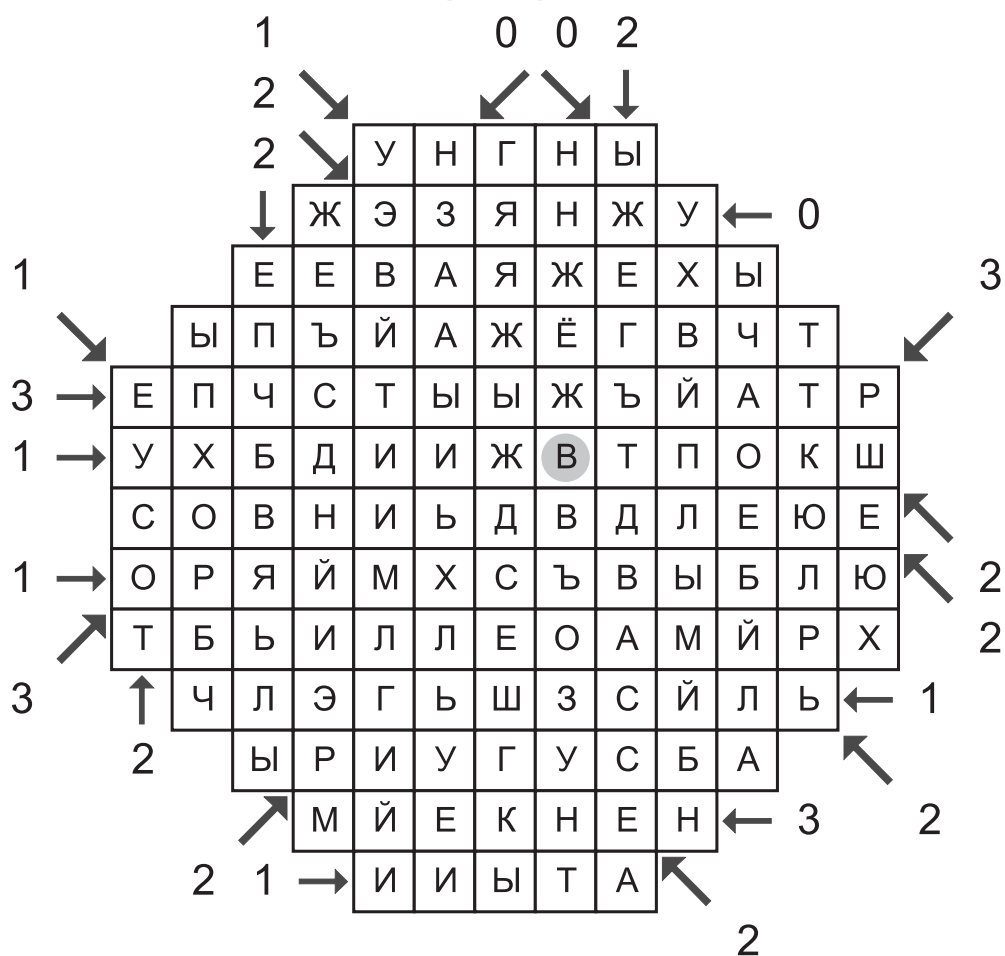 1 0 0 2
2
2 У Н Г Н Ы
Ж Э З Я Н Ж У 0
1 Е Е В А Я Ж Е Х Ы 3
Ы П Ъ Й А Ж Ё Г В Ч Т
3 Е П Ч С Т Ы Ы Ж Ъ Й А Т Р
1 У Х Б Д И И Ж В Т П О К Ш
С О В Н И Ь Д В Д Л Е Ю Е
1 О Р Я Й М Х С Ъ В Ы Б Л Ю 2
Т Б Ь И Л Л Е О А М Й Р Х 2
3 Ч Л Э Г Ь Ш З С Й Л Ь 1
2 Ы Р И У Г У С Б А
М Й Е К Н Е Н 3 2
2 1 И И Ы Т А
2